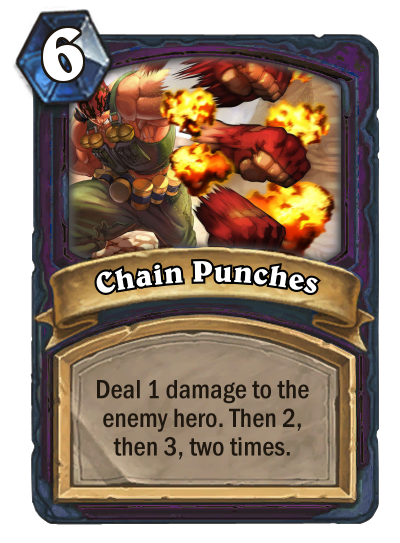 6
Chain Punches
Deal 1 damage to the
enemy hero. Then 2,
then 3, two times.